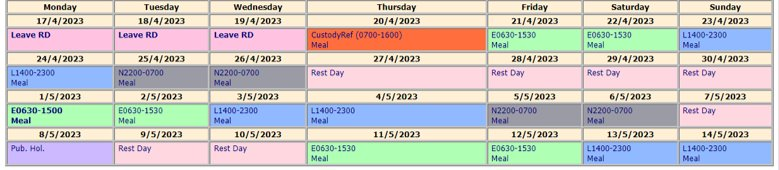 Monday Tuesday Wednesday Thursday Friday Saturday Sunday
17/4/2023 18/4/2023 19/4/2023 20/4/2023 21/4/2023 22/4/2023 23/4/2023
Leave RD Leave RD Leave RD CustodyRef (0700-1600) E0630-1530 E0630-1530 L1400-2300
Meal Meal Meal Meal
24/4/2023 25/4/2023 26/4/2023 27/4/2023 28/4/2023 29/4/2023 30/4/2023
L1400-2300 N2200-0700 N2200-0700 Rest Day Rest Day Rest Day Rest Day
Meal Meal Meal
1/5/2023 2/5/2023 3/5/2023 4/5/2023 5/5/2023 6/5/2023 7/5/2023
E0630-1500 E0630-1530 L1400-2300 L1400-2300 N2200-0700 N2200-0700 Rest Day
Meal Meal Meal Meal Meal Meal
8/5/2023 9/5/2023 10/5/2023 11/5/2023 12/5/2023 13/5/2023 14/5/2023
Pub. Hol. Rest Day Rest Day E0630-1530 E0630-1530 L1400-2300 L1400-2300
Meal Meal Meal Meal